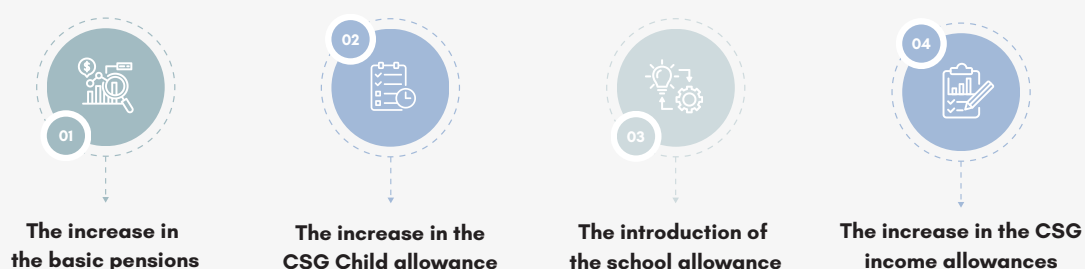 01
The increase in
the basic pensions
02
The increase in the
CSG Child allowance
03
The introduction of
the school allowance
04
The increase in the CSG
income allowances